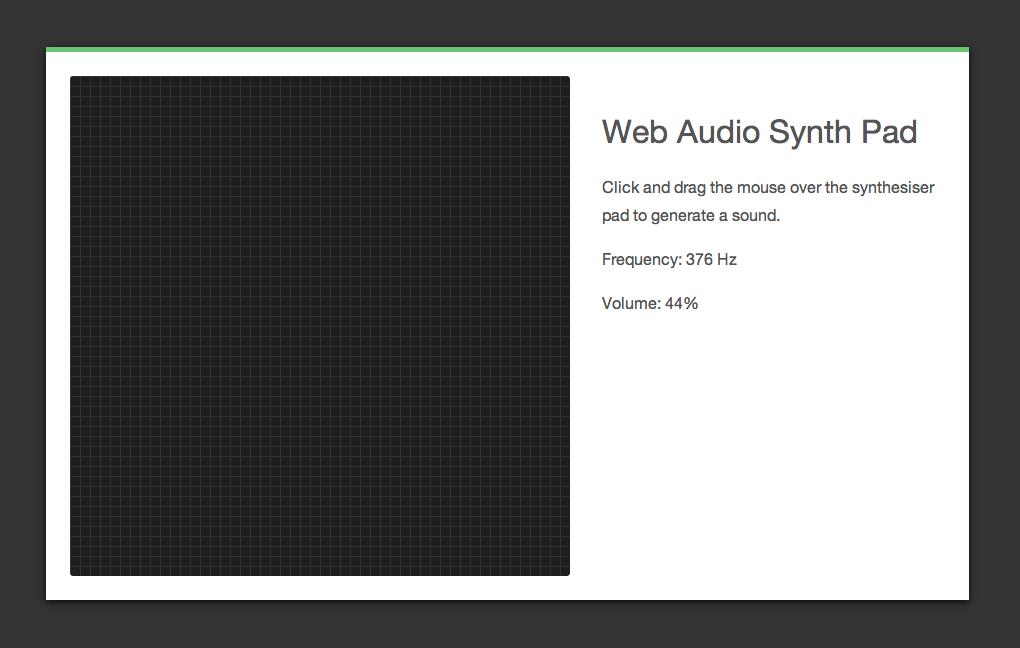 Web Audio Synth Pad
Click and drag the mouse over the synthesiser
pad to generate a sound.
Frequency: 376 Hz
Volume: 44%